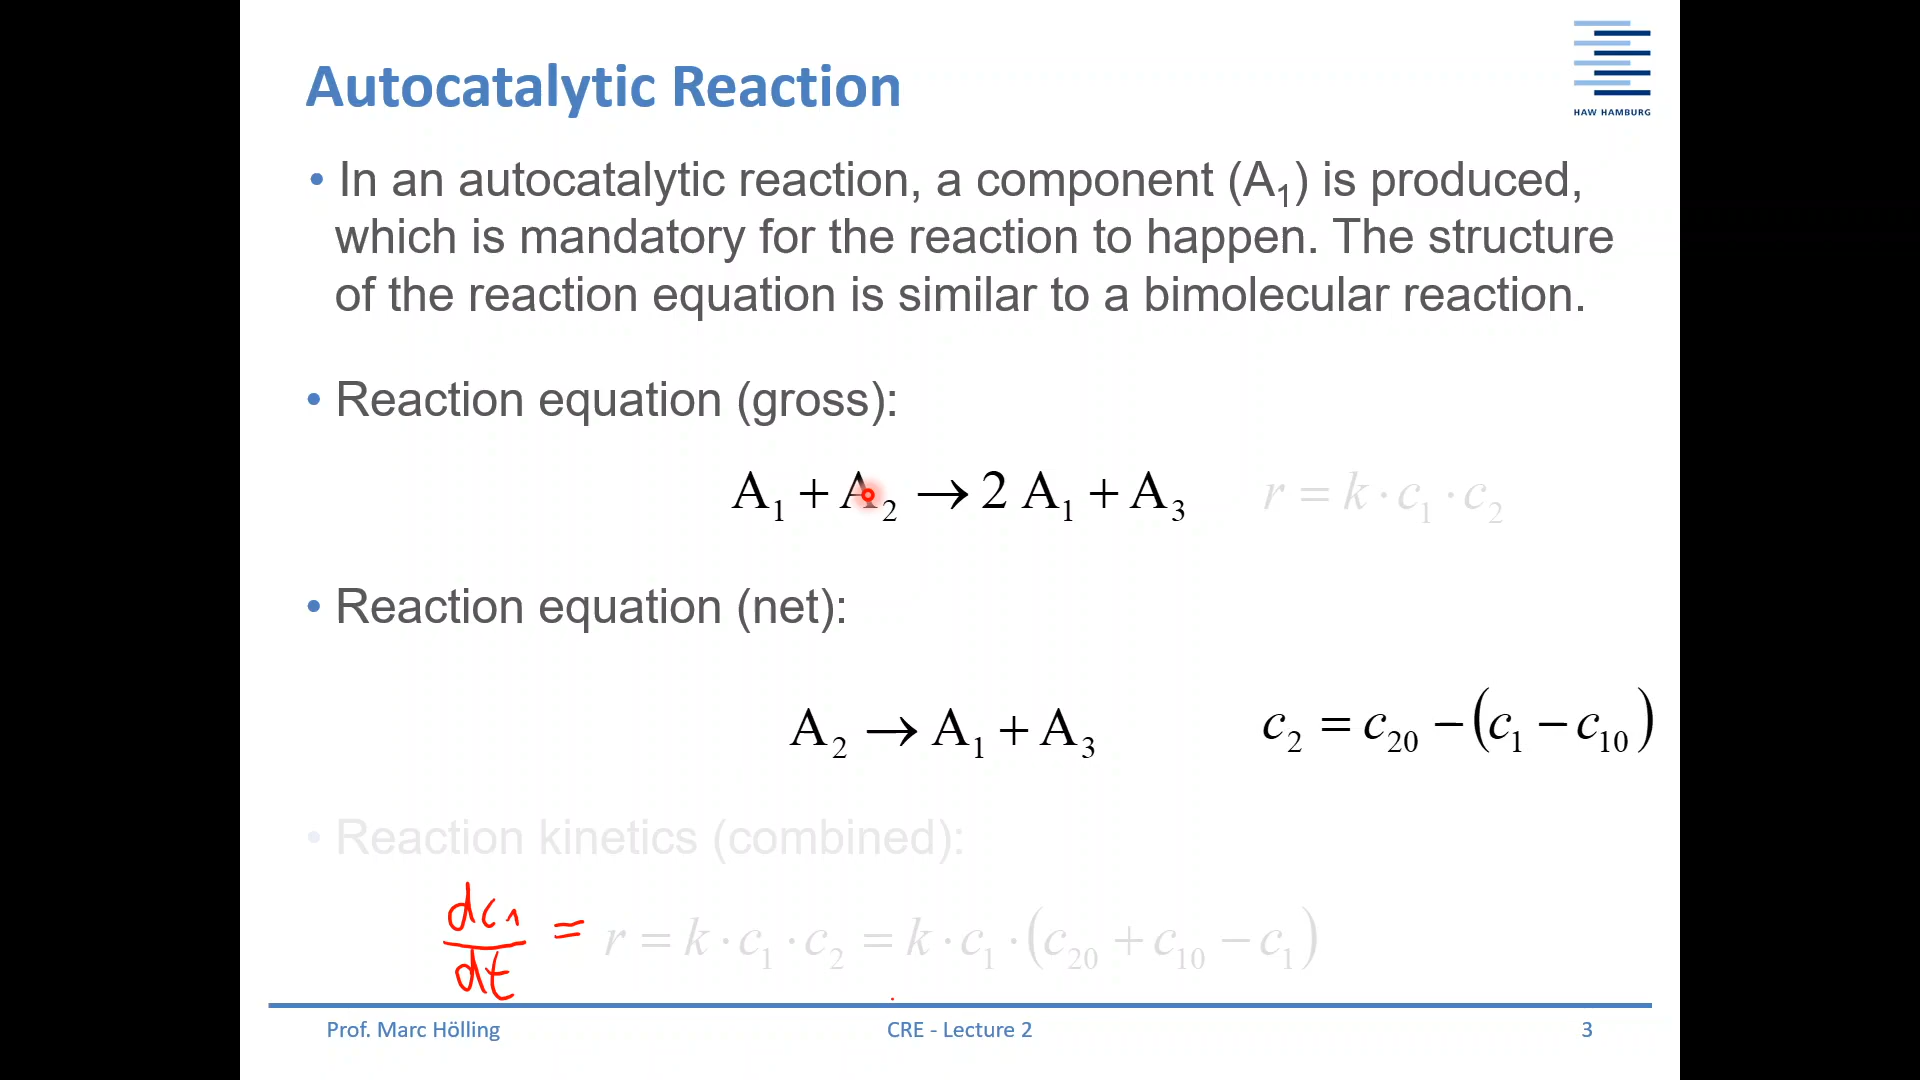 Autocatalytic Reaction
HAW HAMBURG
• In an autocatalytic reaction, a component (A₁) is produced,
which is mandatory for the reaction to happen. The structure
of the reaction equation is similar to a bimolecular reaction.
• Reaction equation (gross):
A₁ + A₂ → 2 A₁ + A₃ r = k · c₁ · c₂
• Reaction equation (net):
A₂ → A₁ + A₃ c₂ = c₂₀ − (c₁ − c₁₀)
• Reaction kinetics (combined):
dc₁/dt = r = k · c₁ · c₂ = k · c₁ · (c₂₀ + c₁₀ − c₁)
Prof. Marc Hölling CRE - Lecture 2 3